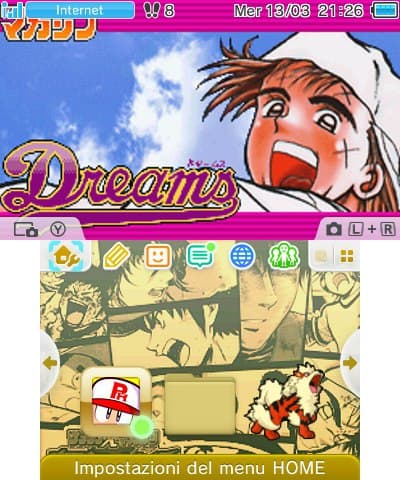 Internet
8
Mer 13/03
21:26
マガジン
ドリームス
Dreams
Y
L+R
P
Impostazioni del menu HOME